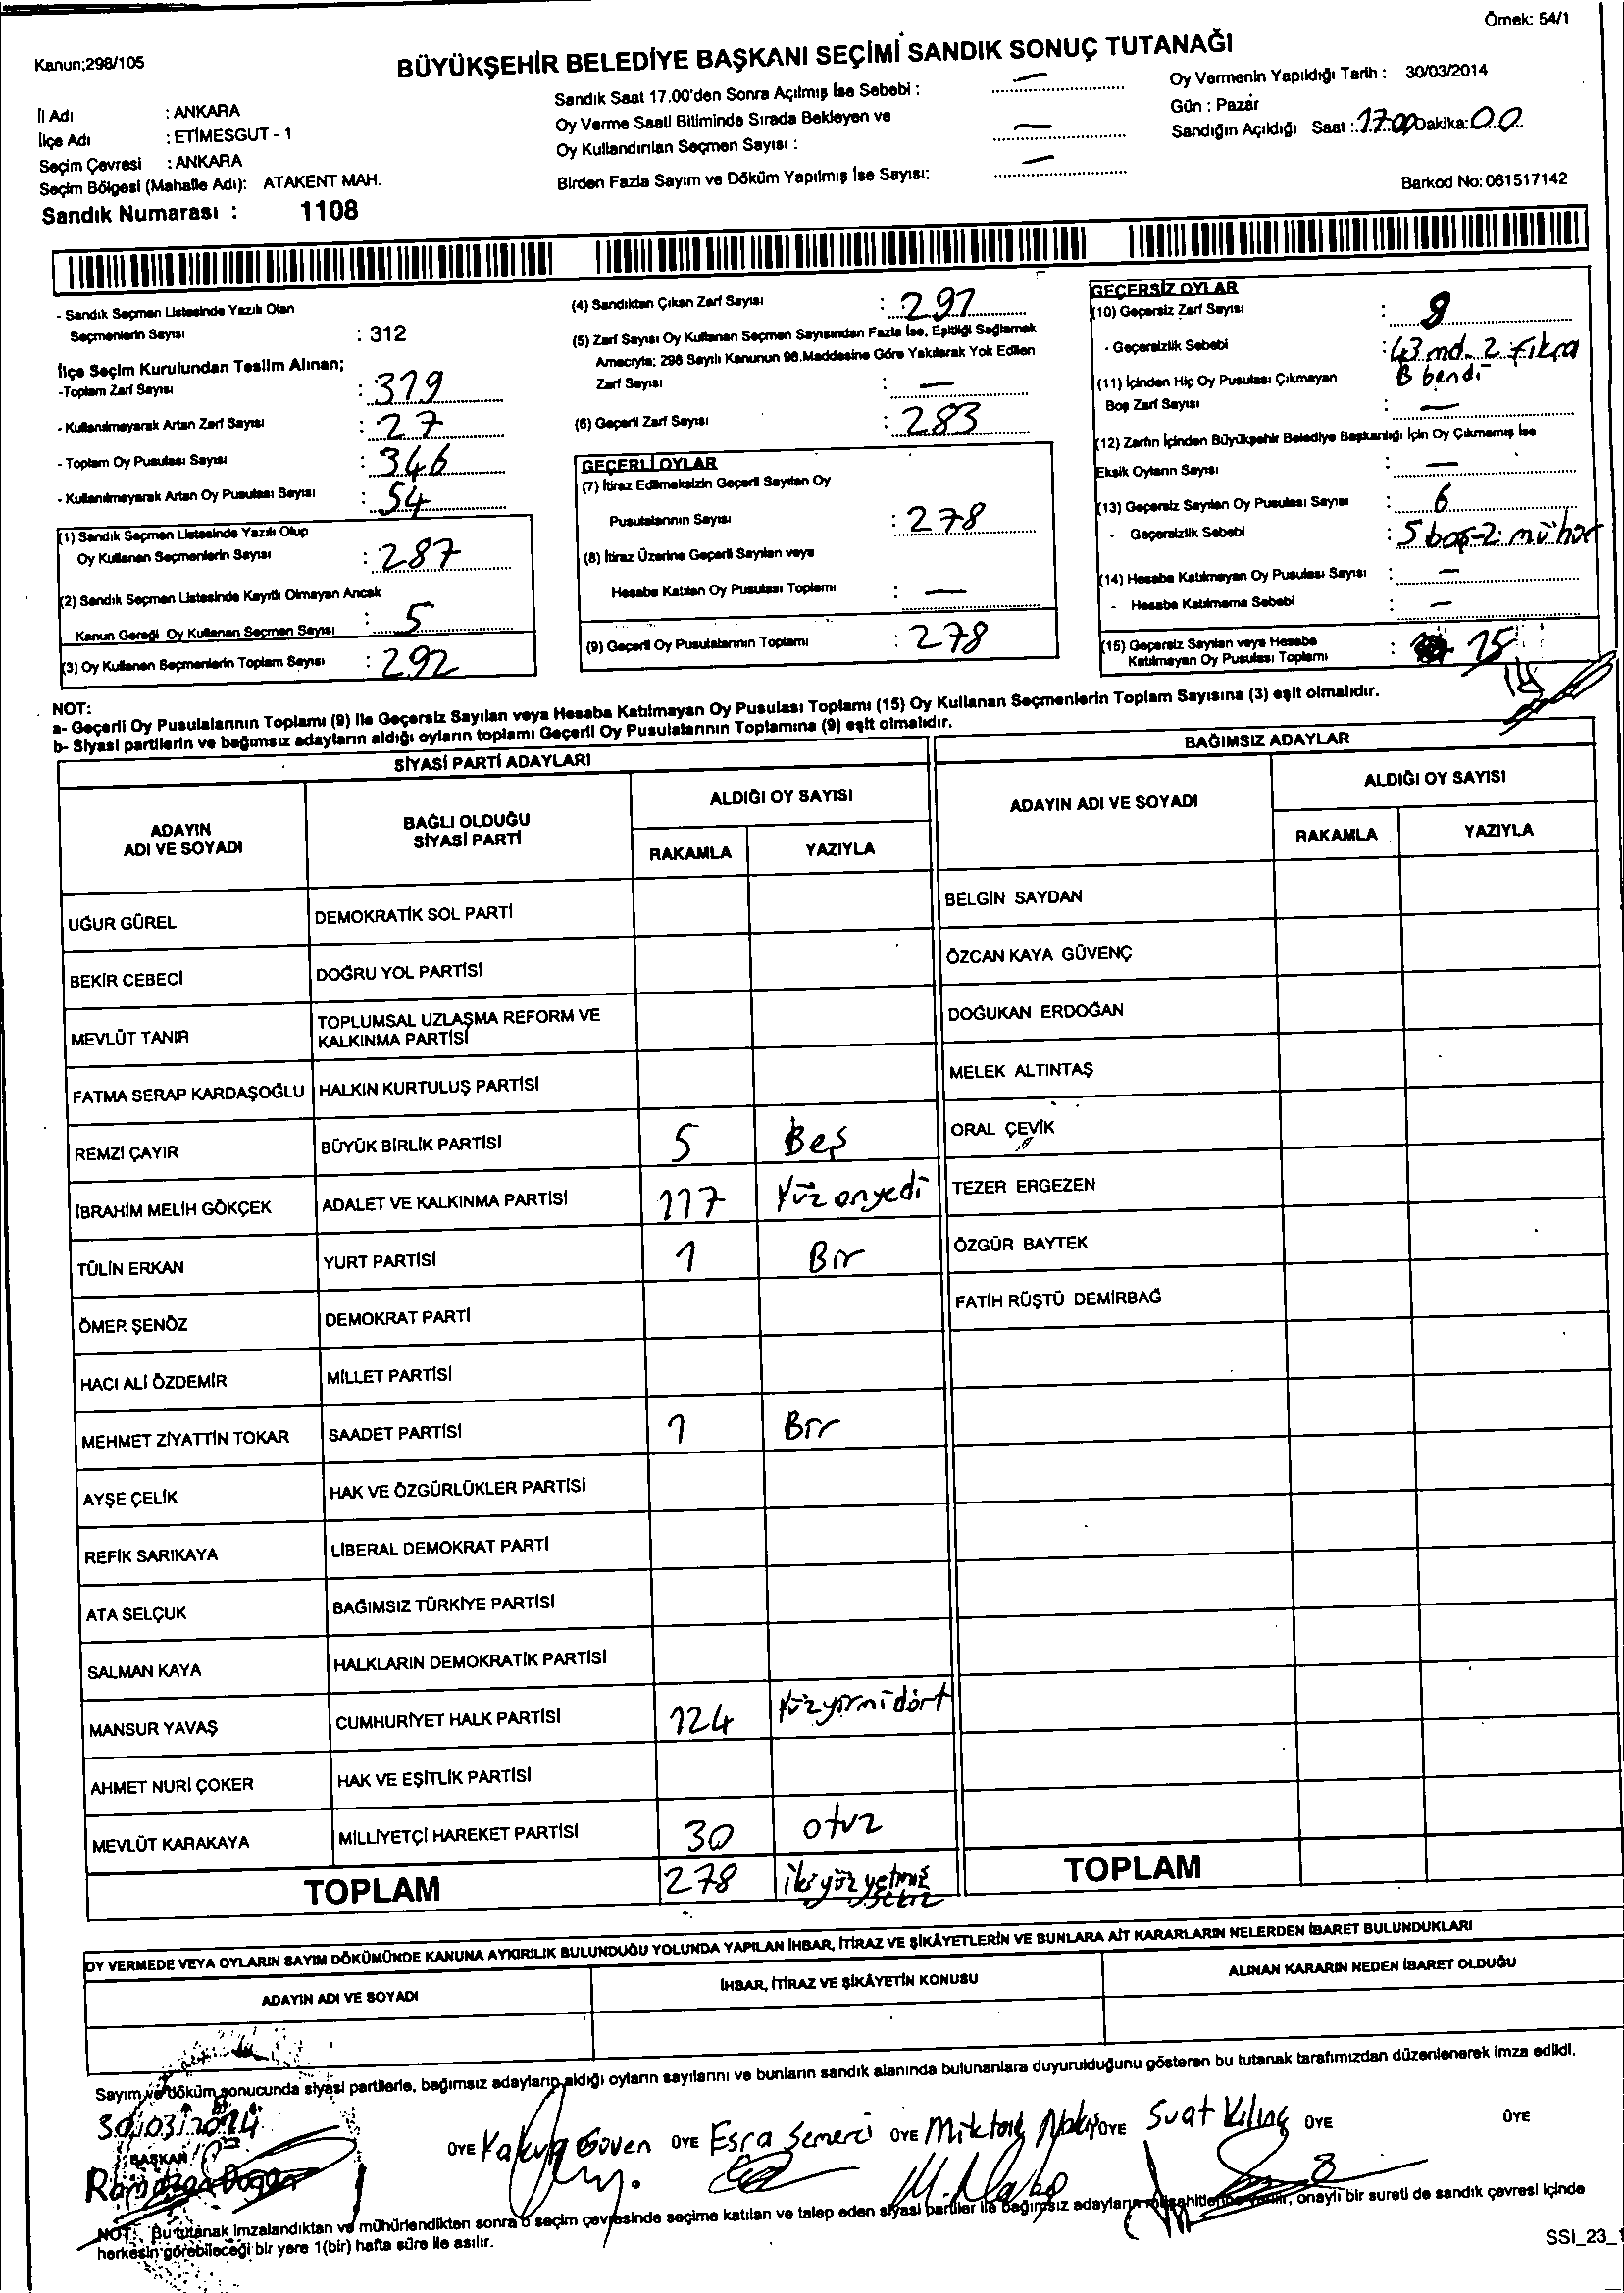 Örnek: 54/1
Kanun;298/105
BÜYÜKŞEHİR BELEDİYE BAŞKANI SEÇİMİ SANDIK SONUÇ TUTANAĞI
İl Adı : ANKARA
İlçe Adı : ETİMESGUT - 1
Seçim Çevresi : ANKARA
Seçim Bölgesi (Mahalle Adı): ATAKENT MAH.
Sandık Numarası : 1108
Sandık Saat 17.00'den Sonra Açılmış İse Sebebi : —
Oy Verme Saati Bitiminde Sırada Bekleyen ve
Oy Kullandırılan Seçmen Sayısı : —
Birden Fazla Sayım ve Döküm Yapılmış İse Sayısı: —
Oy Vermenin Yapıldığı Tarih : 30/03/2014
Gün : Pazar
Sandığın Açıldığı Saat : 17.00 Dakika: 00
Barkod No: 061517142
- Sandık Seçmen Listesinde Yazılı Olan
Seçmenlerin Sayısı : 312
İlçe Seçim Kurulundan Teslim Alınan;
-Toplam Zarf Sayısı : 319
- Kullanılmayarak Artan Zarf Sayısı : 27
- Toplam Oy Pusulası Sayısı : 346
- Kullanılmayarak Artan Oy Pusulası Sayısı : 54
(1) Sandık Seçmen Listesinde Yazılı Olup
Oy Kullanan Seçmenlerin Sayısı : 287
(2) Sandık Seçmen Listesinde Kayıtlı Olmayan Ancak
Kanun Gereği Oy Kullanan Seçmen Sayısı : 5
(3) Oy Kullanan Seçmenlerin Toplam Sayısı : 292
(4) Sandıktan Çıkan Zarf Sayısı : 297
(5) Zarf Sayısı Oy Kullanan Seçmen Sayısından Fazla İse, Eşitliği Sağlamak
Amacıyla; 298 Sayılı Kanunun 98.Maddesine Göre Yakılarak Yok Edilen
Zarf Sayısı : —
(6) Geçerli Zarf Sayısı : 283
GEÇERLİ OYLAR
(7) İtiraz Edilmeksizin Geçerli Sayılan Oy
Pusulalarının Sayısı : 278
(8) İtiraz Üzerine Geçerli Sayılan veya
Hesaba Katılan Oy Pusulası Toplamı : —
(9) Geçerli Oy Pusulalarının Toplamı : 278
GEÇERSİZ OYLAR
(10) Geçersiz Zarf Sayısı : 9
- Geçersizlik Sebebi : 43 md. 2 fıkra
B bendi
(11) İçinden Hiç Oy Pusulası Çıkmayan
Boş Zarf Sayısı : —
(12) Zarfın İçinden Büyükşehir Belediye Başkanlığı İçin Oy Çıkmamış İse
Eksik Oyların Sayısı : —
(13) Geçersiz Sayılan Oy Pusulası Sayısı : 6
- Geçersizlik Sebebi : 5 boş-2 mühür
(14) Hesaba Katılmayan Oy Pusulası Sayısı : —
- Hesaba Katılmama Sebebi : —
(15) Geçersiz Sayılan veya Hesaba
Katılmayan Oy Pusulası Toplamı : 15
14
NOT:
a- Geçerli Oy Pusulalarının Toplamı (9) ile Geçersiz Sayılan veya Hesaba Katılmayan Oy Pusulası Toplamı (15) Oy Kullanan Seçmenlerin Toplam Sayısına (3) eşit olmalıdır.
b- Siyasi partilerin ve bağımsız adayların aldığı oyların toplamı Geçerli Oy Pusulalarının Toplamına (9) eşit olmalıdır.
SİYASİ PARTİ ADAYLARI
BAĞIMSIZ ADAYLAR
ADAYIN ADI VE SOYADI
BAĞLI OLDUĞU SİYASİ PARTİ
ALDIĞI OY SAYISI
RAKAMLA YAZIYLA
ADAYIN ADI VE SOYADI
ALDIĞI OY SAYISI
RAKAMLA YAZIYLA
UĞUR GÜREL DEMOKRATİK SOL PARTİ
BEKİR CEBECİ DOĞRU YOL PARTİSİ
MEVLÜT TANIR TOPLUMSAL UZLAŞMA REFORM VE KALKINMA PARTİSİ
FATMA SERAP KARDAŞOĞLU HALKIN KURTULUŞ PARTİSİ
REMZİ ÇAYIR BÜYÜK BİRLİK PARTİSİ 5 Beş
İBRAHİM MELİH GÖKÇEK ADALET VE KALKINMA PARTİSİ 117 Yüz onyedi
TÜLİN ERKAN YURT PARTİSİ 1 Bir
ÖMER ŞENÖZ DEMOKRAT PARTİ
HACI ALİ ÖZDEMİR MİLLET PARTİSİ
MEHMET ZİYATTİN TOKAR SAADET PARTİSİ 1 Bir
AYŞE ÇELİK HAK VE ÖZGÜRLÜKLER PARTİSİ
REFİK SARIKAYA LİBERAL DEMOKRAT PARTİ
ATA SELÇUK BAĞIMSIZ TÜRKİYE PARTİSİ
SALMAN KAYA HALKLARIN DEMOKRATİK PARTİSİ
MANSUR YAVAŞ CUMHURİYET HALK PARTİSİ 124 Yüzyirmidört
AHMET NURİ ÇOKER HAK VE EŞİTLİK PARTİSİ
MEVLÜT KARAKAYA MİLLİYETÇİ HAREKET PARTİSİ 30 otuz
TOPLAM 278 ikiyüz yetmiş sekiz
BELGİN SAYDAN
ÖZCAN KAYA GÜVENÇ
DOĞUKAN ERDOĞAN
MELEK ALTINTAŞ
ORAL ÇEVİK
TEZER ERGEZEN
ÖZGÜR BAYTEK
FATİH RÜŞTÜ DEMİRBAĞ
TOPLAM
OY VERMEDE VEYA OYLARIN SAYIM DÖKÜMÜNDE KANUNA AYKIRILIK BULUNDUĞU YOLUNDA YAPILAN İHBAR, İTİRAZ VE ŞİKÂYETLERİN VE BUNLARA AİT KARARLARIN NELERDEN İBARET BULUNDUKLARI
ADAYIN ADI VE SOYADI İHBAR, İTİRAZ VE ŞİKÂYETİN KONUSU ALINAN KARARIN NEDEN İBARET OLDUĞU
Sayım ve döküm sonucunda siyasi partilerle, bağımsız adayların aldığı oyların sayılarını ve bunların sandık alanında bulunanlara duyurulduğunu gösteren bu tutanak tarafımızdan düzenlenerek imza edildi.
30/03/2014
BAŞKAN
Ramazan Doğan
ÜYE Yakup Güven ÜYE Esra Semerci ÜYE ÜYE Suat Kılınç ÜYE ÜYE
NOT: Bu tutanak imzalandıktan ve mühürlendikten sonra o seçim çevresinde seçime katılan ve talep eden siyasi partiler ile bağımsız adayların müşahitlerine verilir, onaylı bir sureti de sandık çevresi içinde
herkesin görebileceği bir yere 1(bir) hafta süre ile asılır.